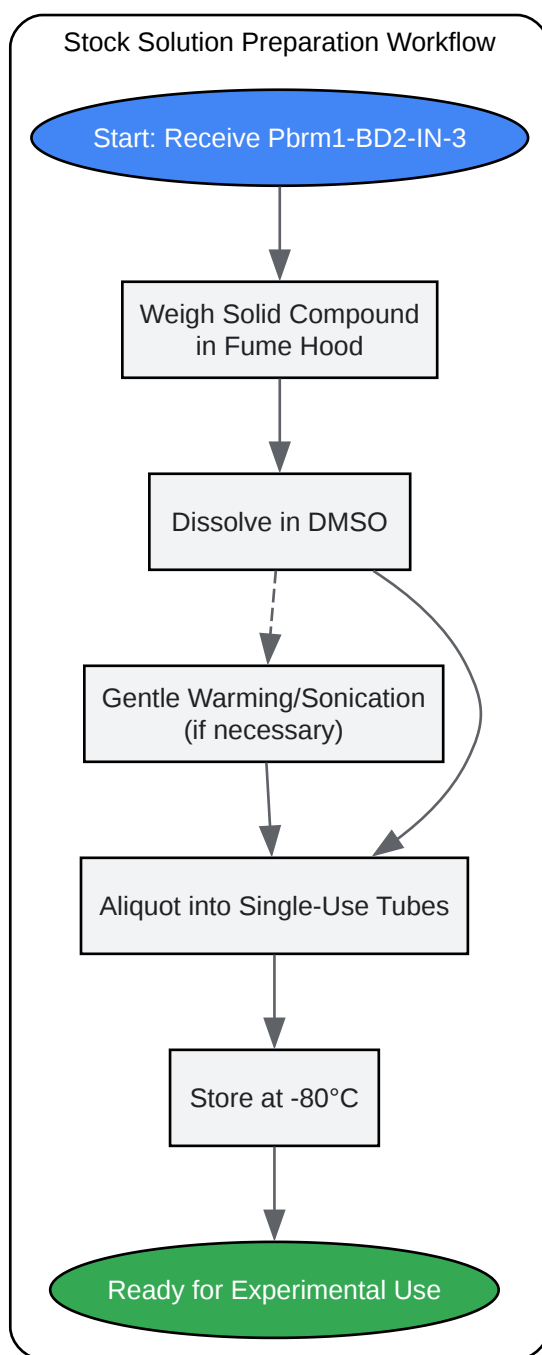 Stock Solution Preparation Workflow
Start: Receive Pbrm1-BD2-IN-3
Weigh Solid Compound
in Fume Hood
Dissolve in DMSO
Gentle Warming/Sonication
(if necessary)
Aliquot into Single-Use Tubes
Store at -80°C
Ready for Experimental Use